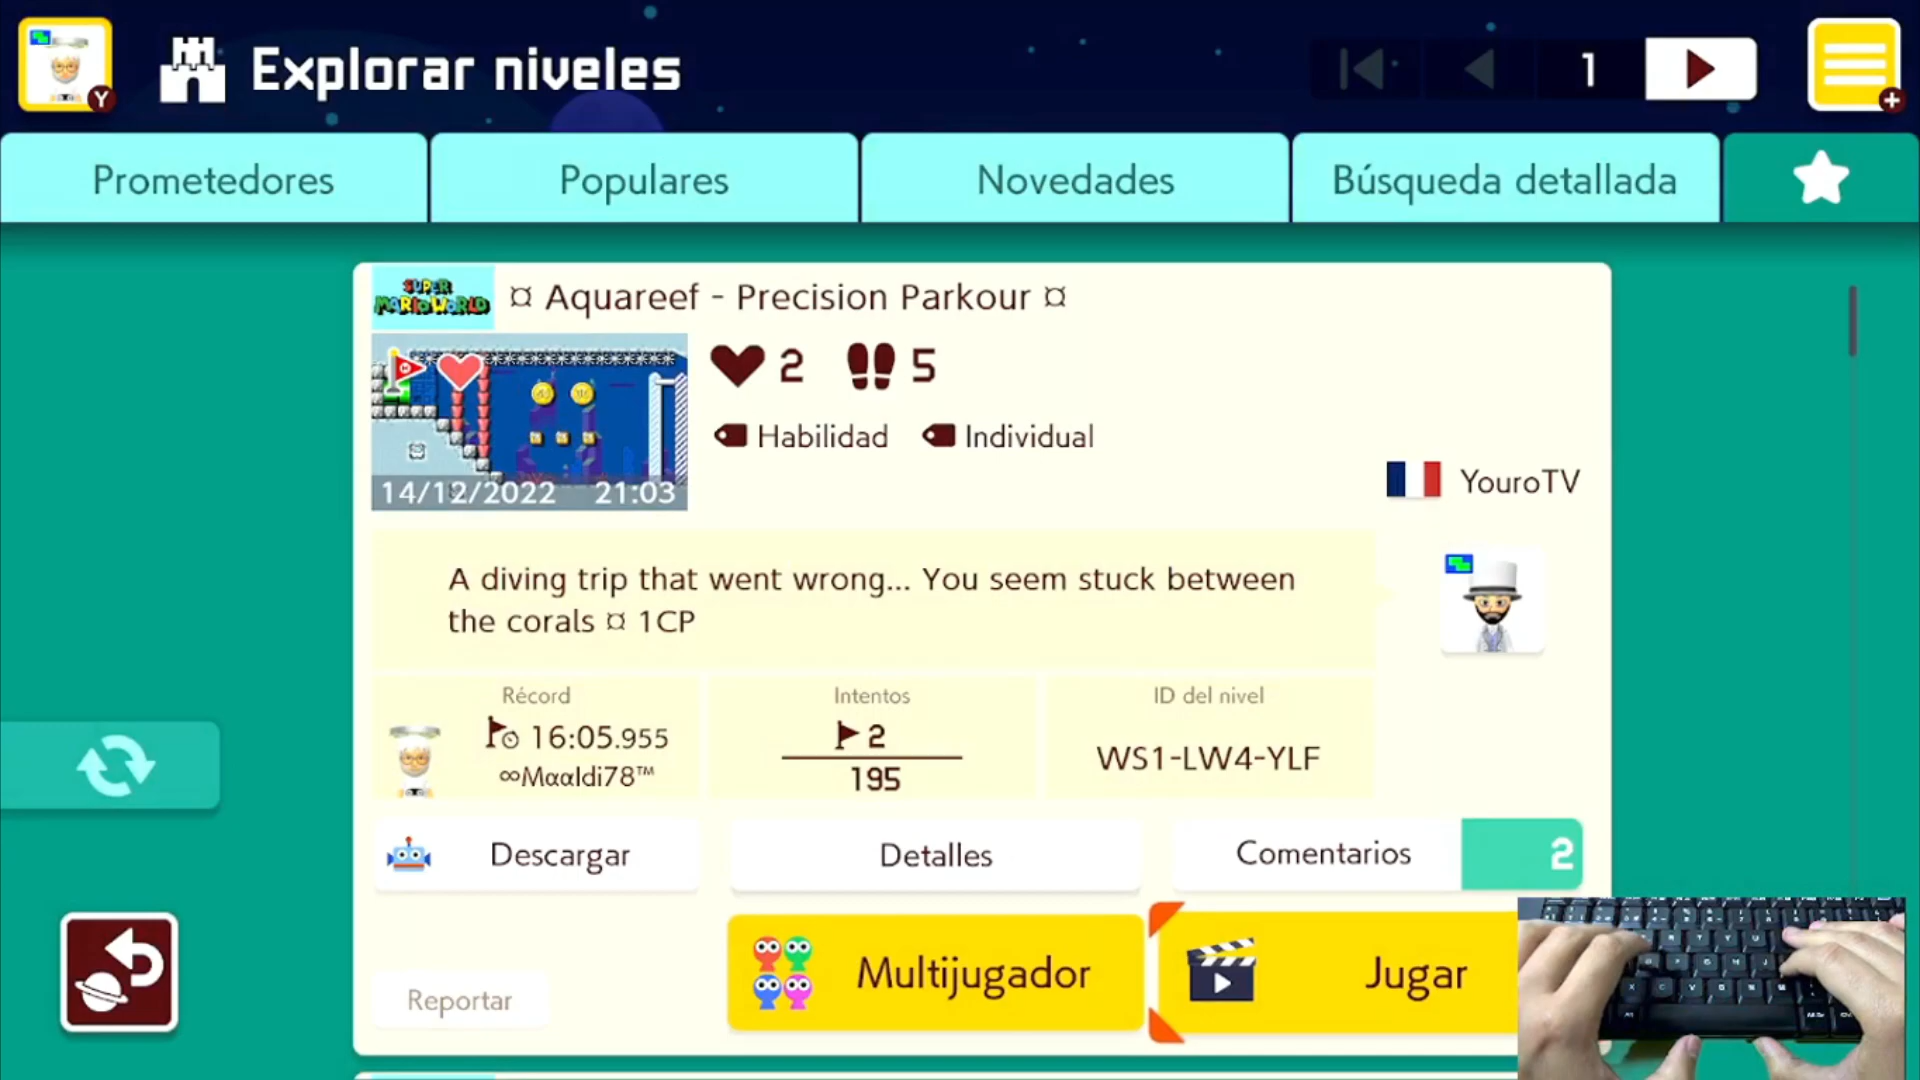 Y
Explorar niveles
1
+
Prometedores
Populares
Novedades
Búsqueda detallada
SUPER
MARIO WORLD
¤ Aquareef - Precision Parkour ¤
2
5
Habilidad
Individual
14/12/2022 21:03
YouroTV
A diving trip that went wrong... You seem stuck between
the corals ¤ 1CP
Récord
16:05.955
∞Mααldi78™
Intentos
2
195
ID del nivel
WS1-LW4-YLF
Descargar
Detalles
Comentarios
2
Reportar
Multijugador
Jugar